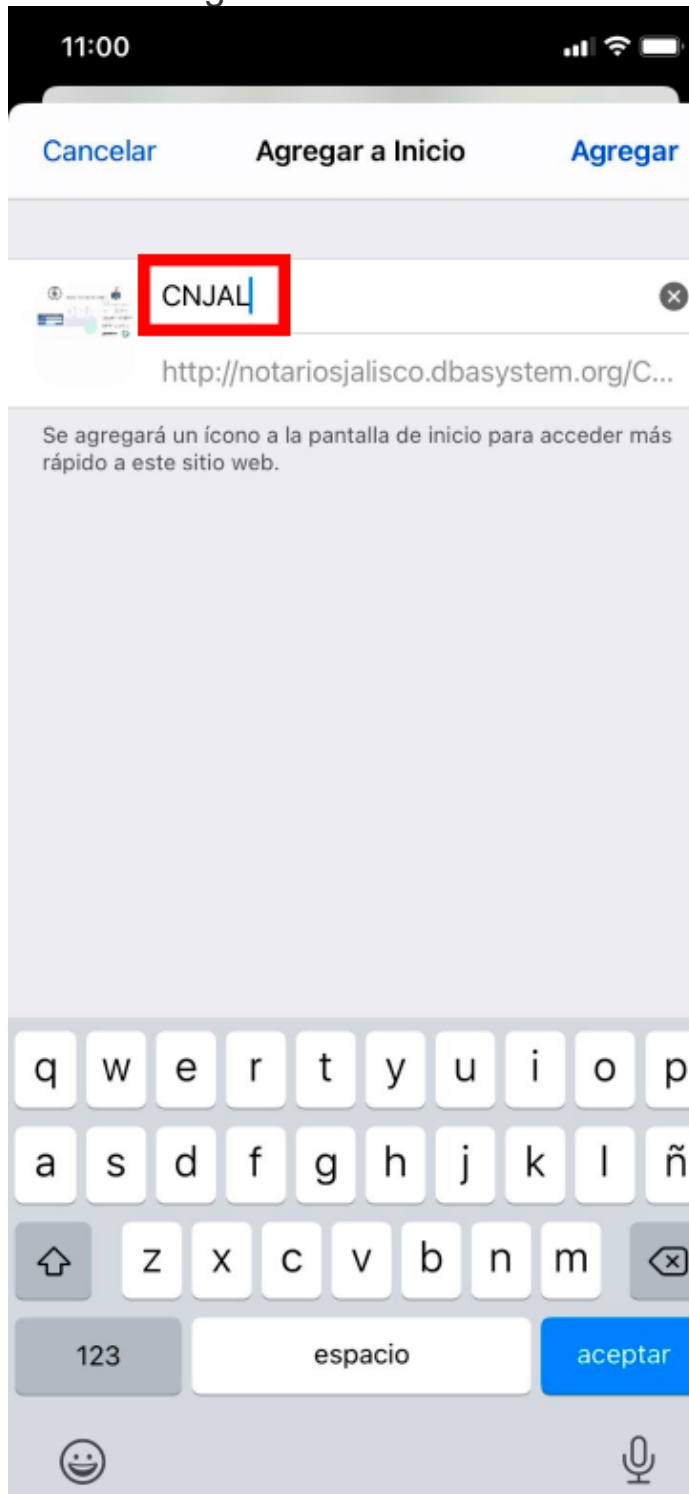 11:00
Cancelar Agregar a Inicio Agregar
CNJAL
http://notariosjalisco.dbasystem.org/C...
Se agregará un ícono a la pantalla de inicio para acceder más
rápido a este sitio web.
q w e r t y u i o p
a s d f g h j k l ñ
z x c v b n m
123 espacio aceptar